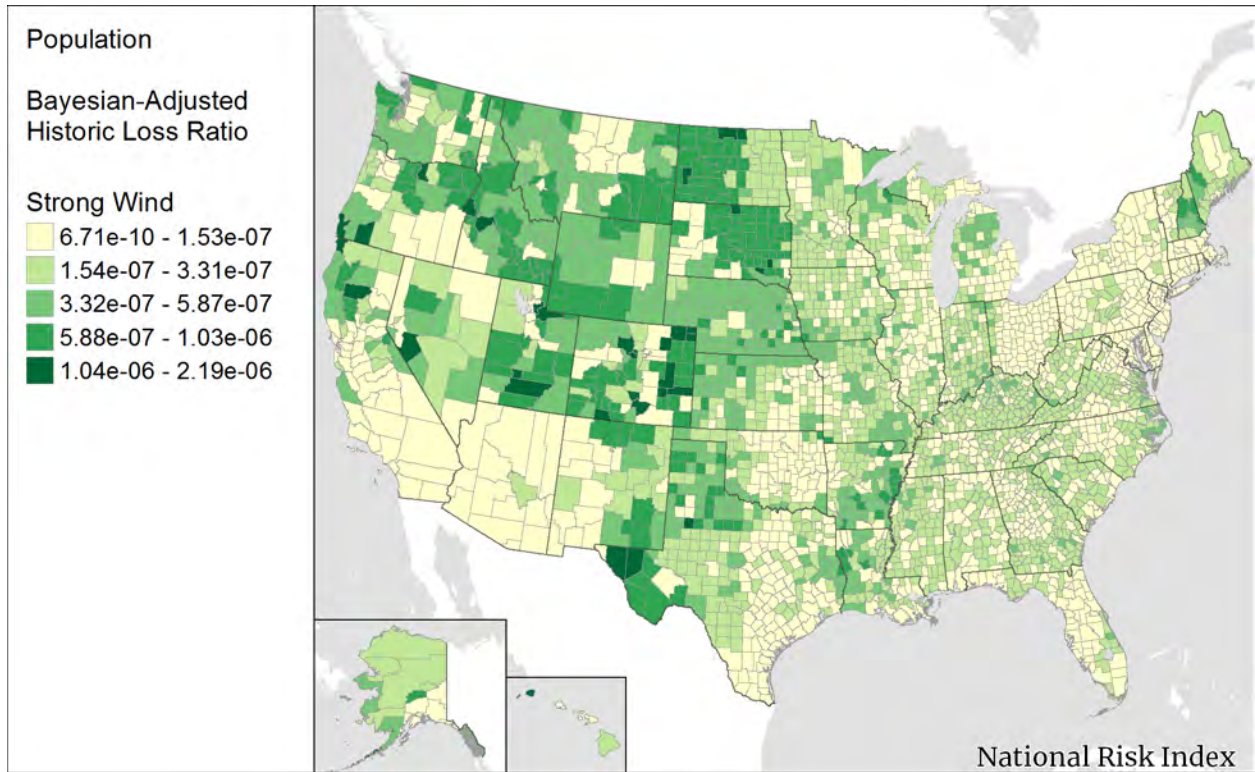 Population
Bayesian-Adjusted
Historic Loss Ratio
Strong Wind
6.71e-10 - 1.53e-07
1.54e-07 - 3.31e-07
3.32e-07 - 5.87e-07
5.88e-07 - 1.03e-06
1.04e-06 - 2.19e-06
National Risk Index